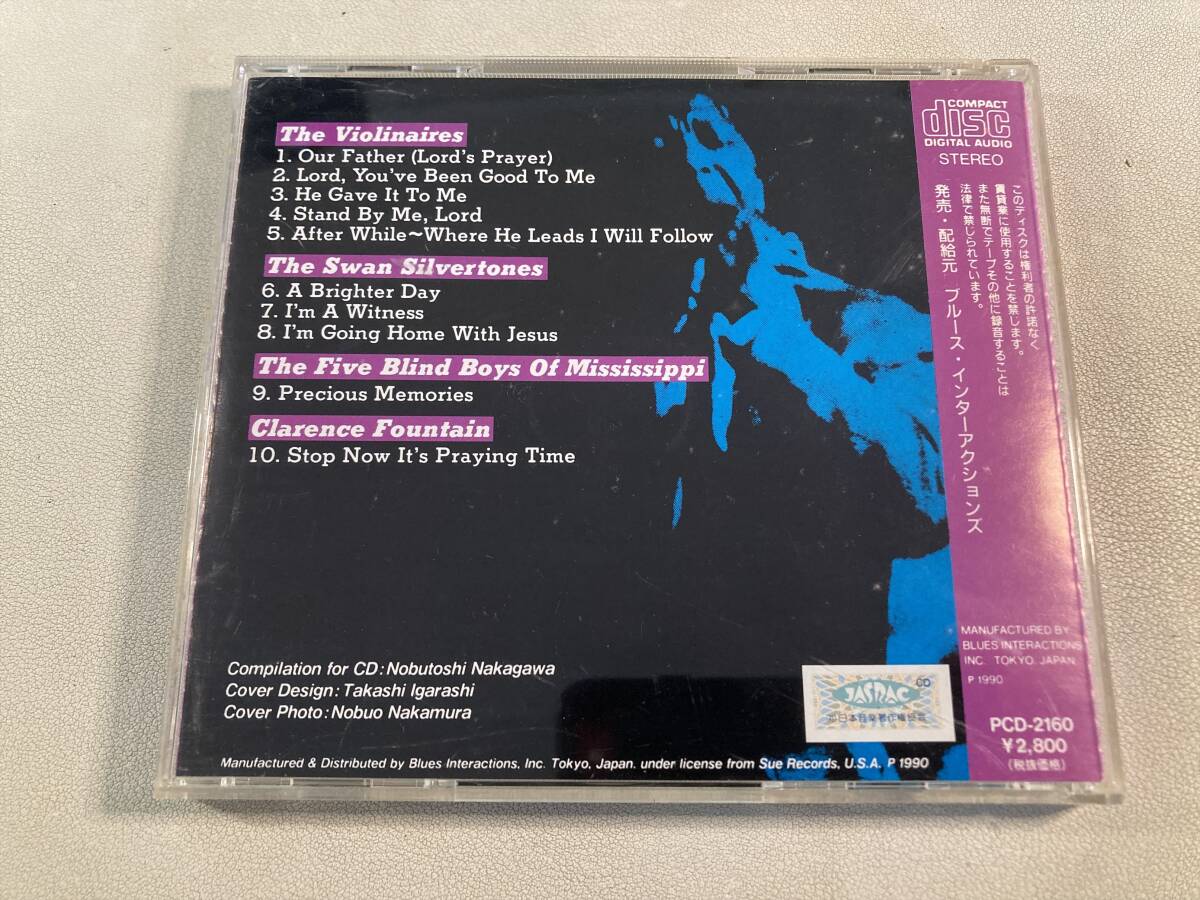 The Violinaires
1. Our Father (Lord's Prayer)
2. Lord, You've Been Good To Me
3. He Gave It To Me
4. Stand By Me, Lord
5. After While~Where He Leads I Will Follow
The Swan Silvertones
6. A Brighter Day
7. I'm A Witness
8. I'm Going Home With Jesus
The Five Blind Boys Of Mississippi
9. Precious Memories
Clarence Fountain
10. Stop Now It's Praying Time
Compilation for CD: Nobutoshi Nakagawa
Cover Design: Takashi Igarashi
Cover Photo: Nobuo Nakamura
Manufactured & Distributed by Blues Interactions, Inc. Tokyo, Japan. under license from Sue Records, U.S.A. P 1990
COMPACT
disc
DIGITAL AUDIO
STEREO
このディスクは権利者の許諾なく
賃貸業に使用することを禁じます。
また無断でテープその他に録音することは
法律で禁じられています。
発売・配給元 ブルース・インターアクションズ
MANUFACTURED BY
BLUES INTERACTIONS
INC. TOKYO. JAPAN
P 1990
CD
JASRAC
日本音楽著作権協会
PCD-2160
¥2,800
(税抜価格)